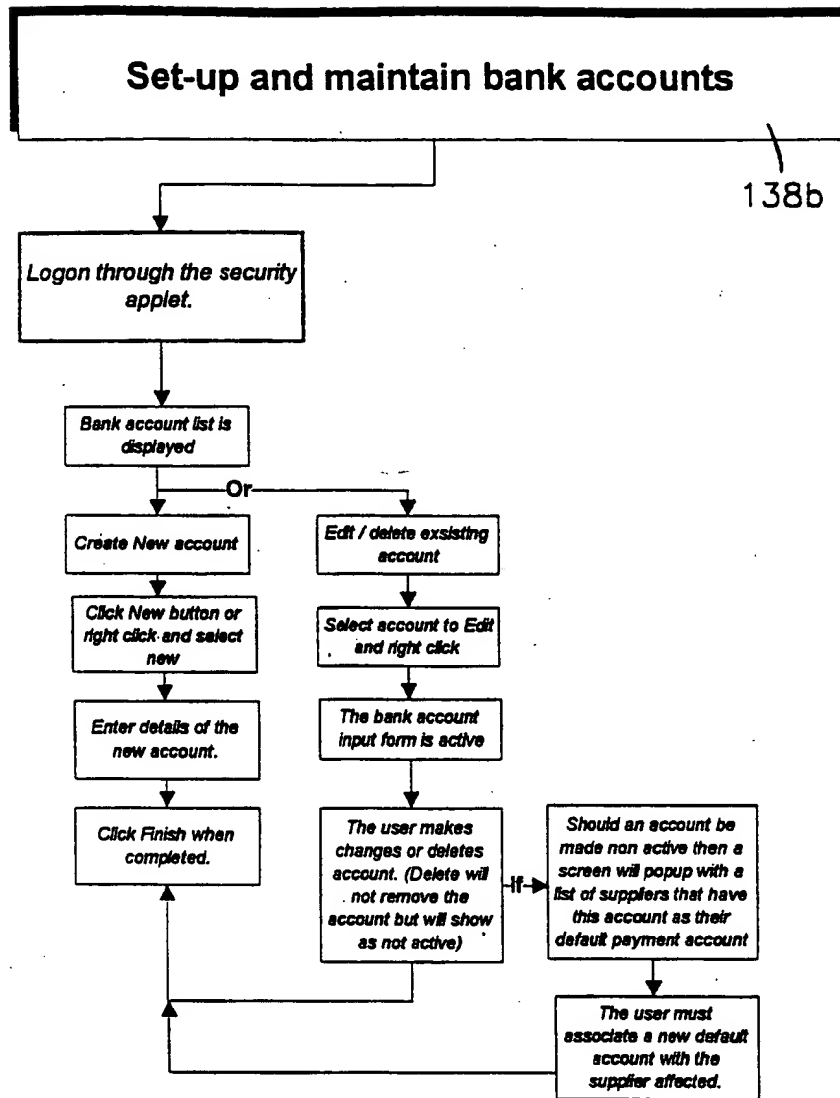 Set-up and maintain bank accounts
138b
Logon through the security
applet.
Bank account list is
displayed
Or
Create New account
Edit / delete exsisting
account
Click New button or
right click and select
new
Select account to Edit
and right click
Enter details of the
new account.
The bank account
input form is active
Click Finish when
completed.
The user makes
changes or deletes
account. (Delete will
not remove the
account but will show
as not active)
If
Should an account be
made non active then a
screen will popup with a
list of suppliers that have
this account as their
default payment account
The user must
associate a new default
account with the
supplier affected.